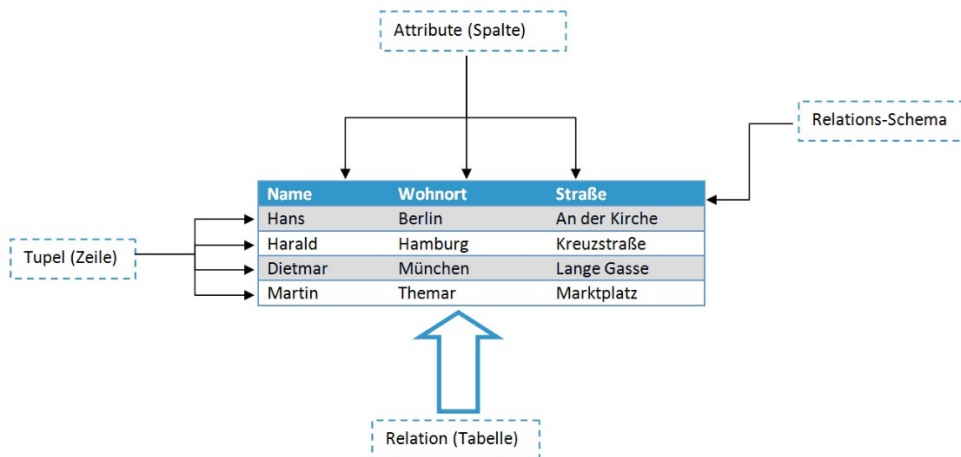 Attribute (Spalte)
Relations-Schema
Name Wohnort Straße
Hans Berlin An der Kirche
Harald Hamburg Kreuzstraße
Tupel (Zeile)
Dietmar München Lange Gasse
Martin Themar Marktplatz
Relation (Tabelle)